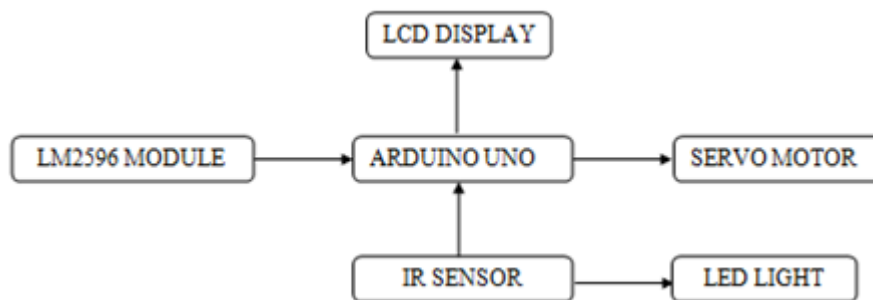 LCD DISPLAY
LM2596 MODULE
ARDUINO UNO
SERVO MOTOR
IR SENSOR
LED LIGHT